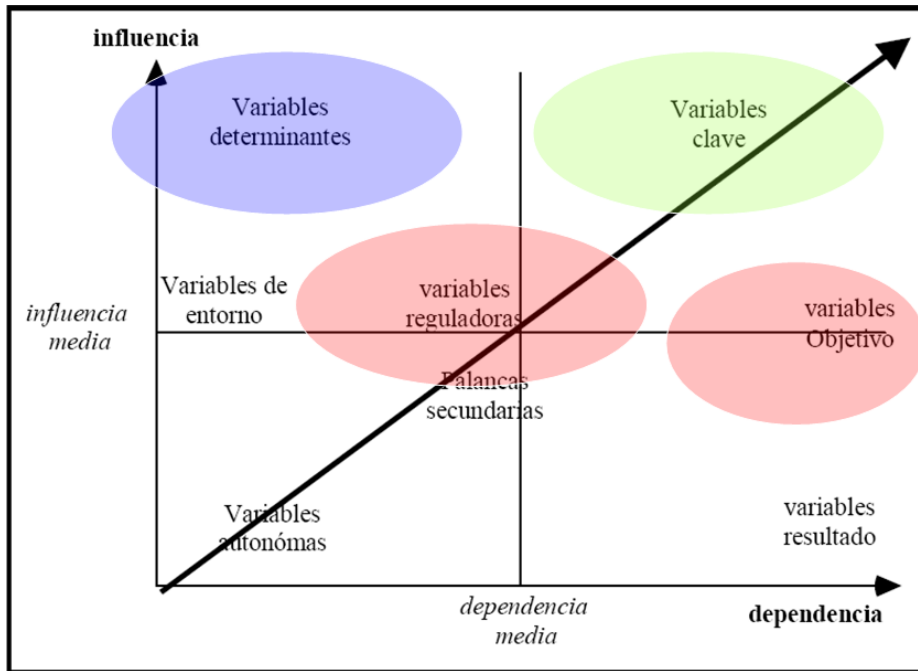 influencia
Variables
determinantes
Variables
clave
Variables de
entorno
influencia
media
variables
reguladoras
variables
Objetivo
Palancas
secundarias
Variables
autonómas
variables
resultado
dependencia
media
dependencia